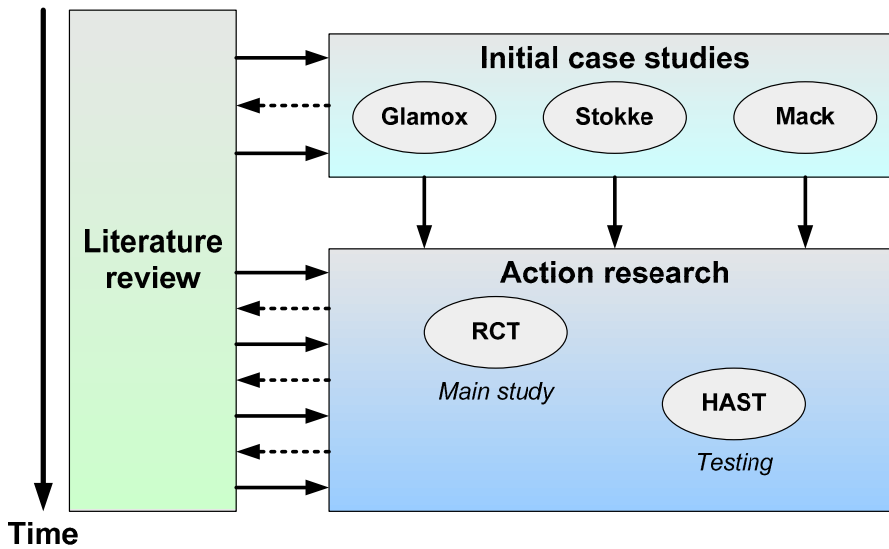 Initial case studies
Glamox
Stokke
Mack
Literature
review
Action research
RCT
Main study
HAST
Testing
Time